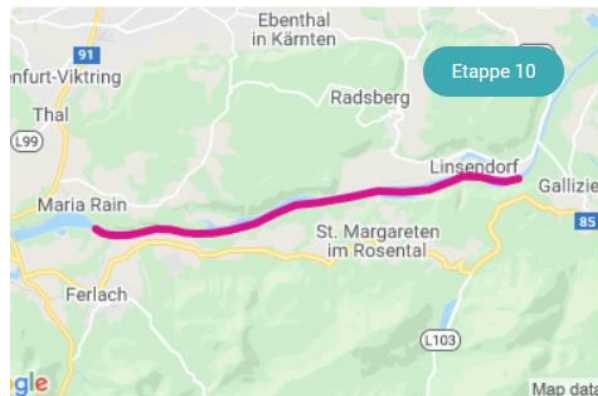 Ebenthal
in Kärnten
91
enfurt-Viktring
Etappe 10
Radsberg
Thal
L99
Linsendorf
Gallizie
Maria Rain
85
St. Margareten
im Rosental
Ferlach
L103
gle
Map data